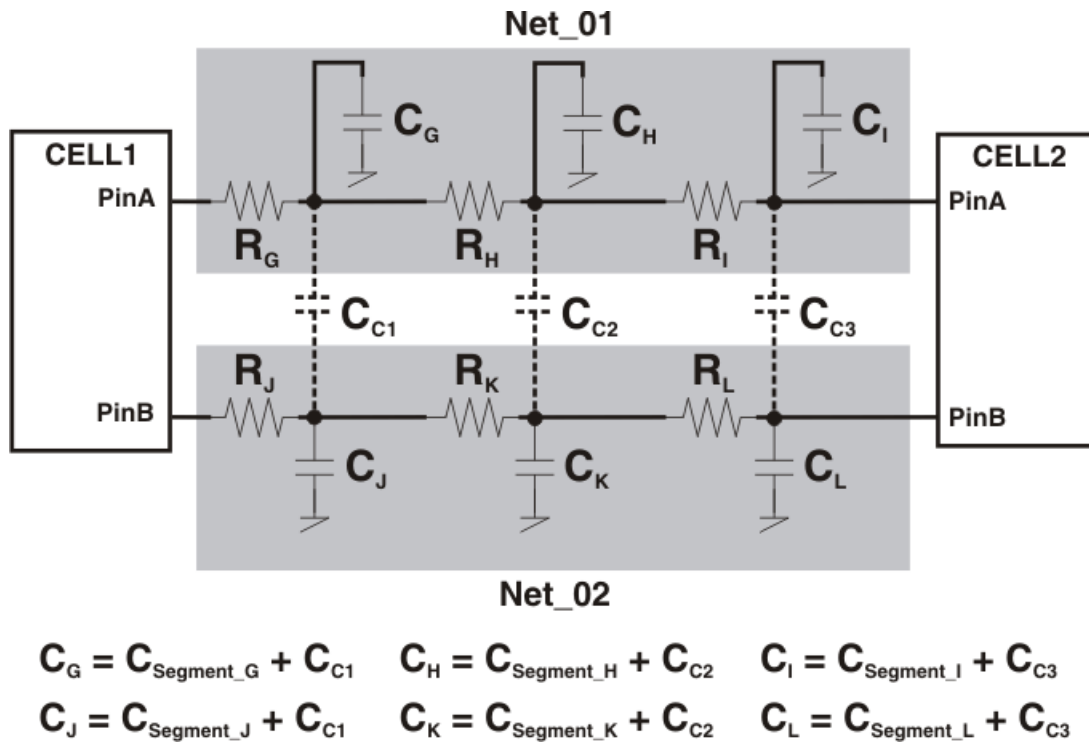 Net_01
CELL1
CELL2
C_G
C_H
C_I
PinA
PinA
R_G
R_H
R_I
C_C1
C_C2
C_C3
R_J
R_K
R_L
PinB
PinB
C_J
C_K
C_L
Net_02
C_G = C_Segment_G + C_C1
C_H = C_Segment_H + C_C2
C_I = C_Segment_I + C_C3
C_J = C_Segment_J + C_C1
C_K = C_Segment_K + C_C2
C_L = C_Segment_L + C_C3